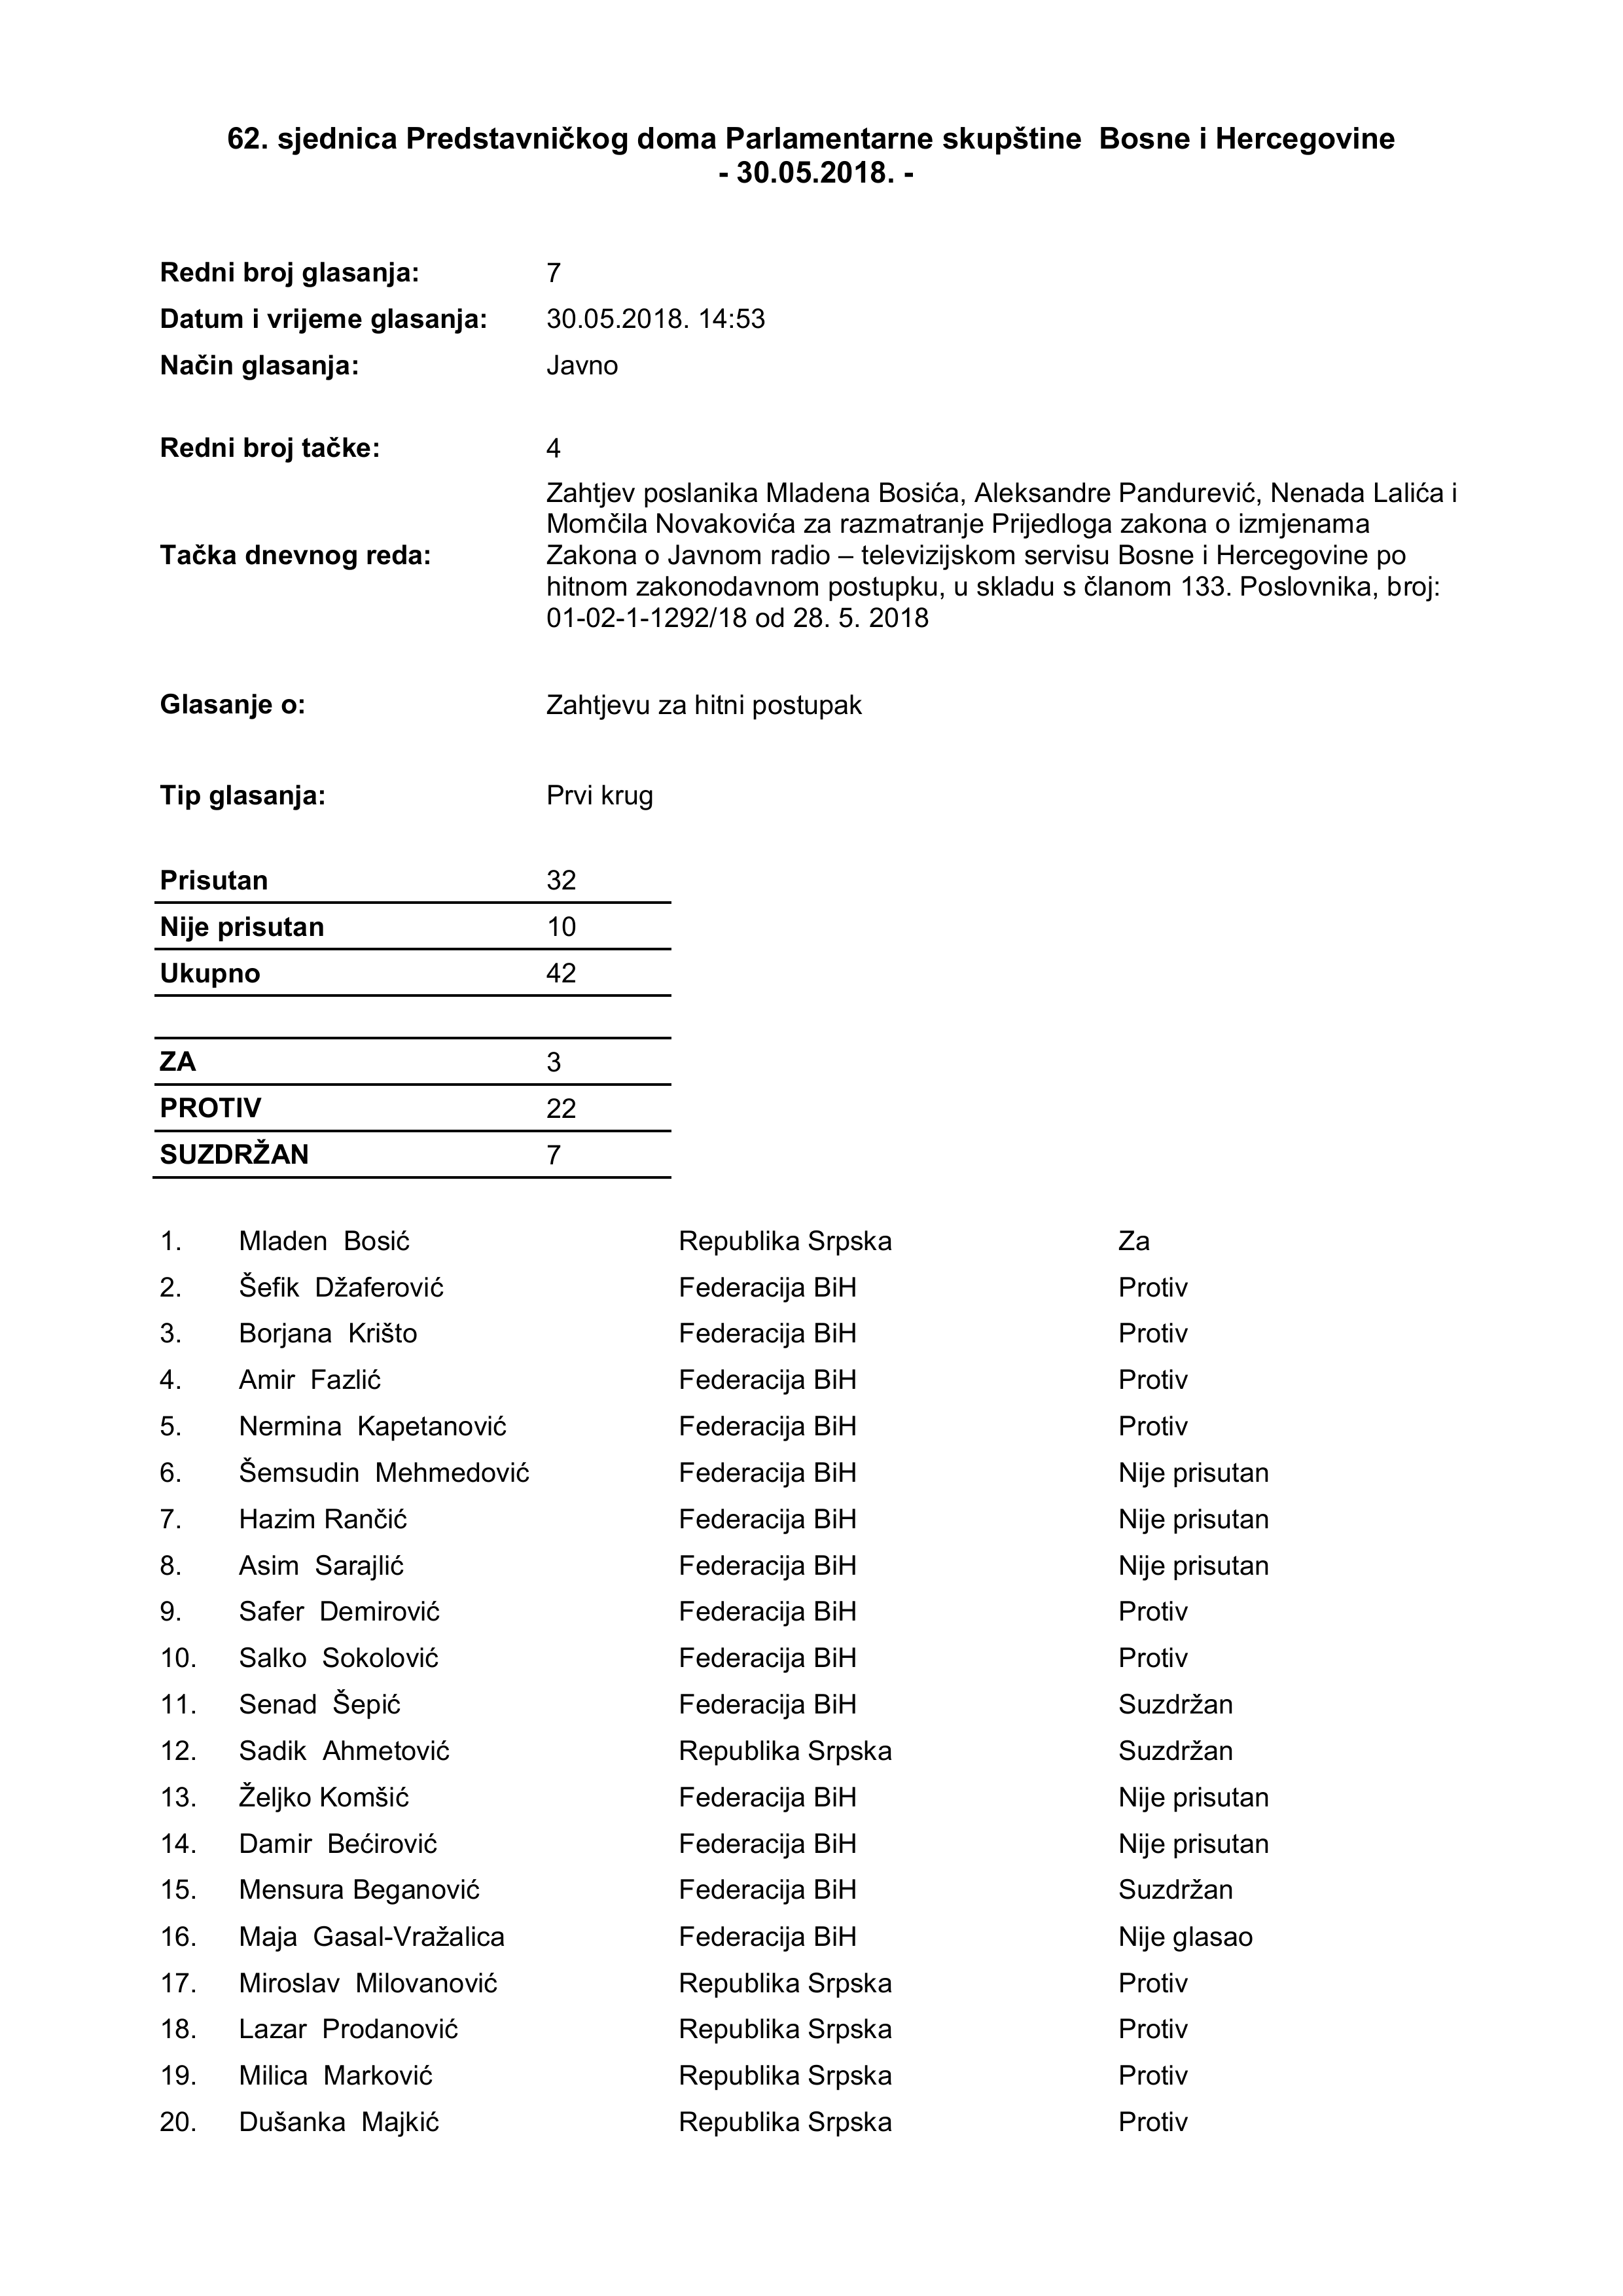 62. sjednica Predstavničkog doma Parlamentarne skupštine  Bosne i Hercegovine
- 30.05.2018. -
Redni broj glasanja: 7
Datum i vrijeme glasanja: 30.05.2018. 14:53
Način glasanja: Javno
Redni broj tačke: 4
Tačka dnevnog reda: Zahtjev poslanika Mladena Bosića, Aleksandre Pandurević, Nenada Lalića i
Momčila Novakovića za razmatranje Prijedloga zakona o izmjenama
Zakona o Javnom radio – televizijskom servisu Bosne i Hercegovine po
hitnom zakonodavnom postupku, u skladu s članom 133. Poslovnika, broj:
01-02-1-1292/18 od 28. 5. 2018
Glasanje o: Zahtjevu za hitni postupak
Tip glasanja: Prvi krug
Prisutan 32
Nije prisutan 10
Ukupno 42
ZA 3
PROTIV 22
SUZDRŽAN 7
1. Mladen  Bosić Republika Srpska Za
2. Šefik  Džaferović Federacija BiH Protiv
3. Borjana  Krišto Federacija BiH Protiv
4. Amir  Fazlić Federacija BiH Protiv
5. Nermina  Kapetanović Federacija BiH Protiv
6. Šemsudin  Mehmedović Federacija BiH Nije prisutan
7. Hazim Rančić Federacija BiH Nije prisutan
8. Asim  Sarajlić Federacija BiH Nije prisutan
9. Safer  Demirović Federacija BiH Protiv
10. Salko  Sokolović Federacija BiH Protiv
11. Senad  Šepić Federacija BiH Suzdržan
12. Sadik  Ahmetović Republika Srpska Suzdržan
13. Željko Komšić Federacija BiH Nije prisutan
14. Damir  Bećirović Federacija BiH Nije prisutan
15. Mensura Beganović Federacija BiH Suzdržan
16. Maja  Gasal-Vražalica Federacija BiH Nije glasao
17. Miroslav  Milovanović Republika Srpska Protiv
18. Lazar  Prodanović Republika Srpska Protiv
19. Milica  Marković Republika Srpska Protiv
20. Dušanka  Majkić Republika Srpska Protiv